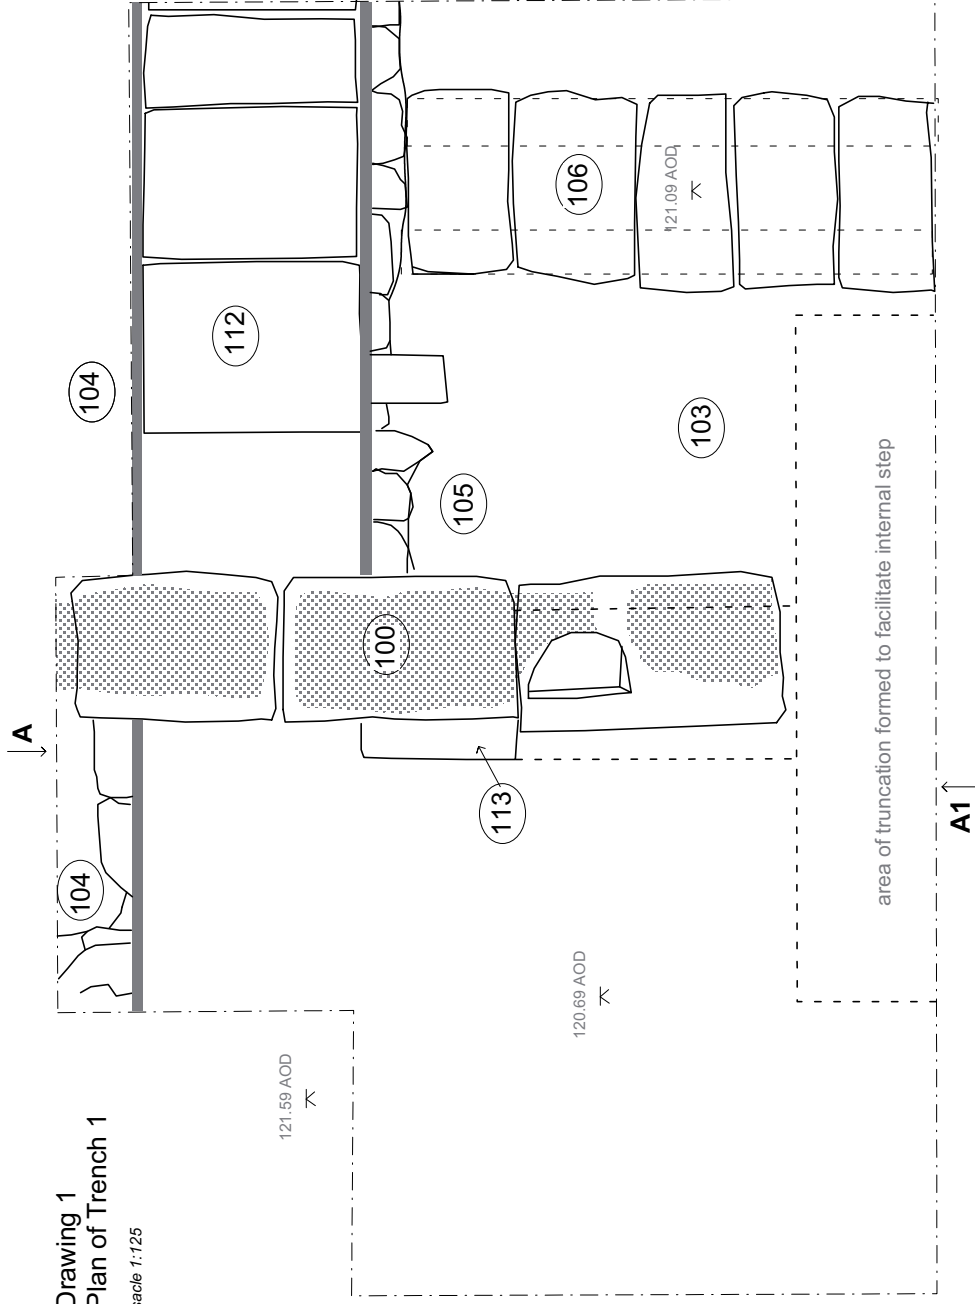 Drawing 1
Plan of Trench 1
sacle 1:125
A
104
104
112
100
113
105
106
103
121.59 AOD
120.69 AOD
121.09 AOD
area of truncation formed to facilitate internal step
A1